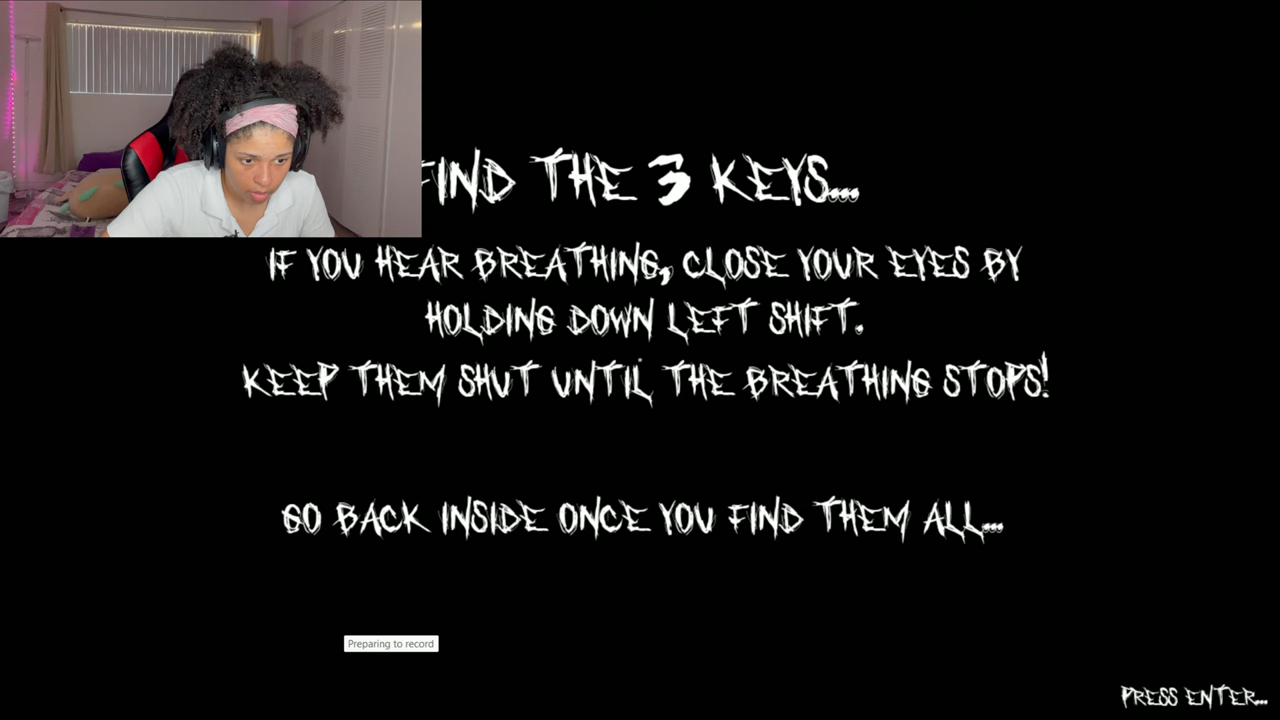 FIND THE 3 KEYS...
IF YOU HEAR BREATHING, CLOSE YOUR EYES BY
HOLDING DOWN LEFT SHIFT.
KEEP THEM SHUT UNTIL THE BREATHING STOPS!
GO BACK INSIDE ONCE YOU FIND THEM ALL...
Preparing to record
PRESS ENTER...